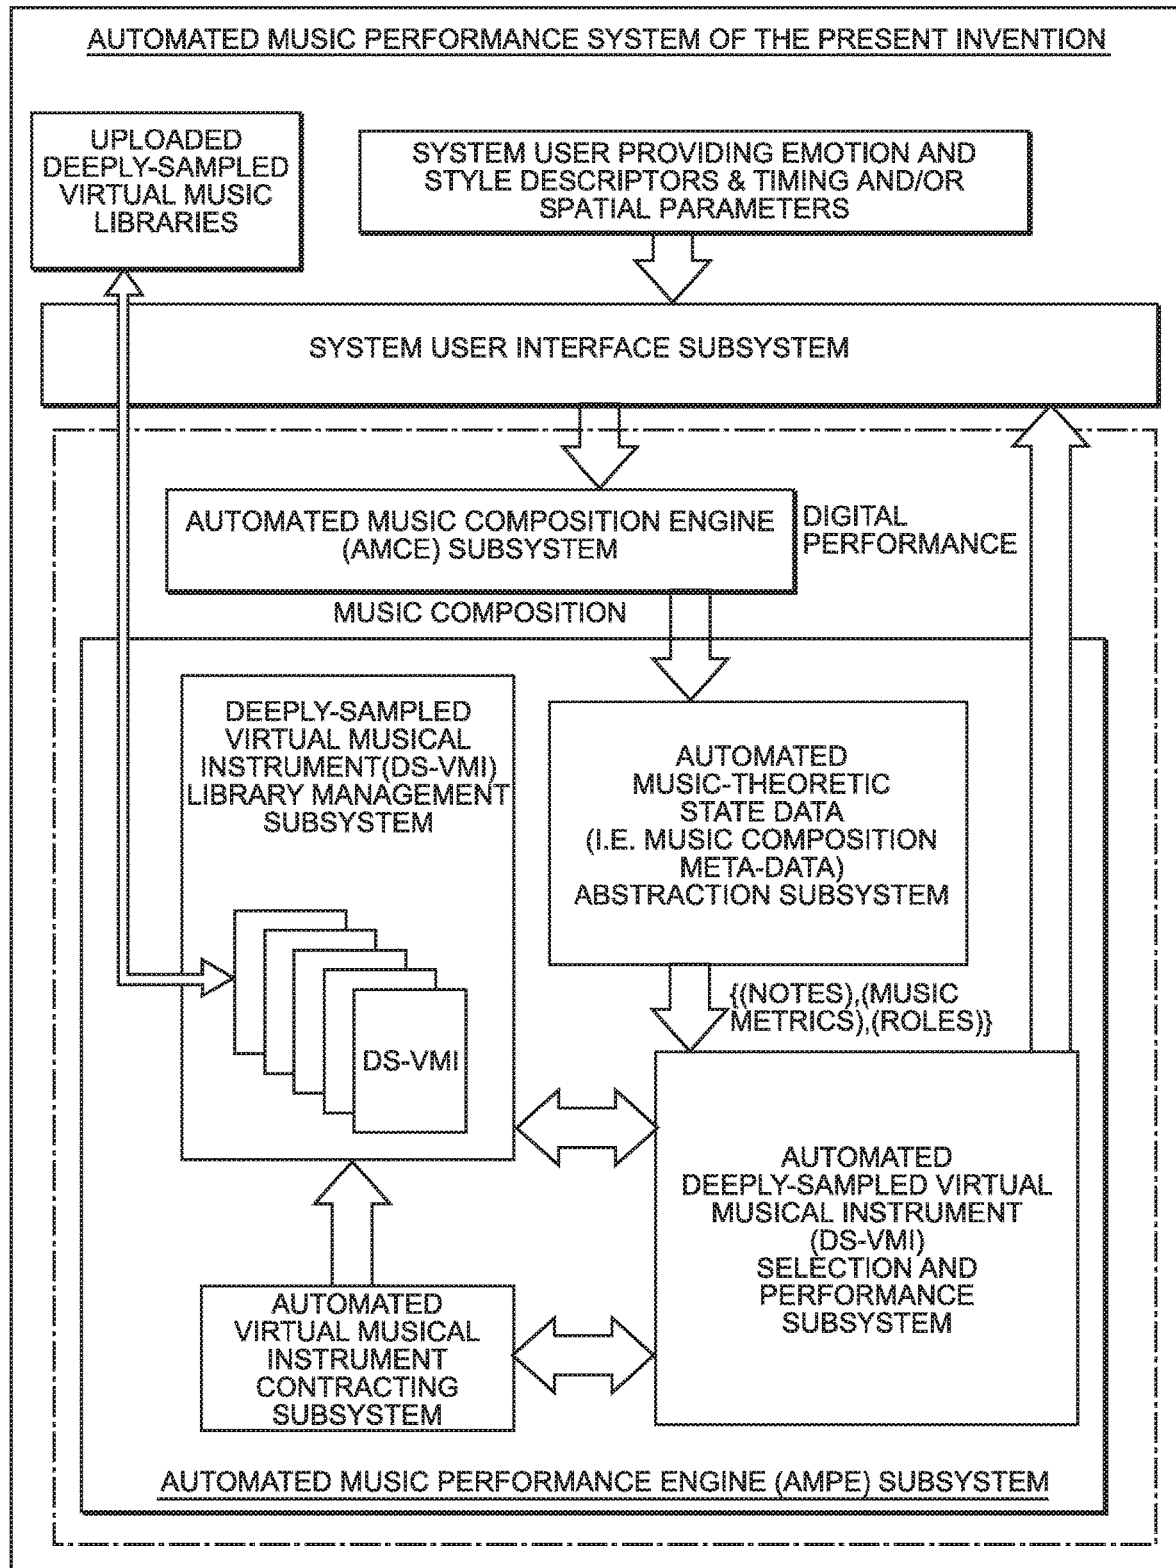 AUTOMATED MUSIC PERFORMANCE SYSTEM OF THE PRESENT INVENTION
UPLOADED
DEEPLY-SAMPLED
VIRTUAL MUSIC
LIBRARIES
SYSTEM USER PROVIDING EMOTION AND
STYLE DESCRIPTORS & TIMING AND/OR
SPATIAL PARAMETERS
SYSTEM USER INTERFACE SUBSYSTEM
AUTOMATED MUSIC COMPOSITION ENGINE
(AMCE) SUBSYSTEM
DIGITAL
PERFORMANCE
MUSIC COMPOSITION
DEEPLY-SAMPLED
VIRTUAL MUSICAL
INSTRUMENT(DS-VMI)
LIBRARY MANAGEMENT
SUBSYSTEM
DS-VMI
AUTOMATED
MUSIC-THEORETIC
STATE DATA
(I.E. MUSIC COMPOSITION
META-DATA)
ABSTRACTION SUBSYSTEM
{(NOTES),(MUSIC
METRICS),(ROLES)}
AUTOMATED
DEEPLY-SAMPLED VIRTUAL
MUSICAL INSTRUMENT
(DS-VMI)
SELECTION AND
PERFORMANCE
SUBSYSTEM
AUTOMATED
VIRTUAL MUSICAL
INSTRUMENT
CONTRACTING
SUBSYSTEM
AUTOMATED MUSIC PERFORMANCE ENGINE (AMPE) SUBSYSTEM